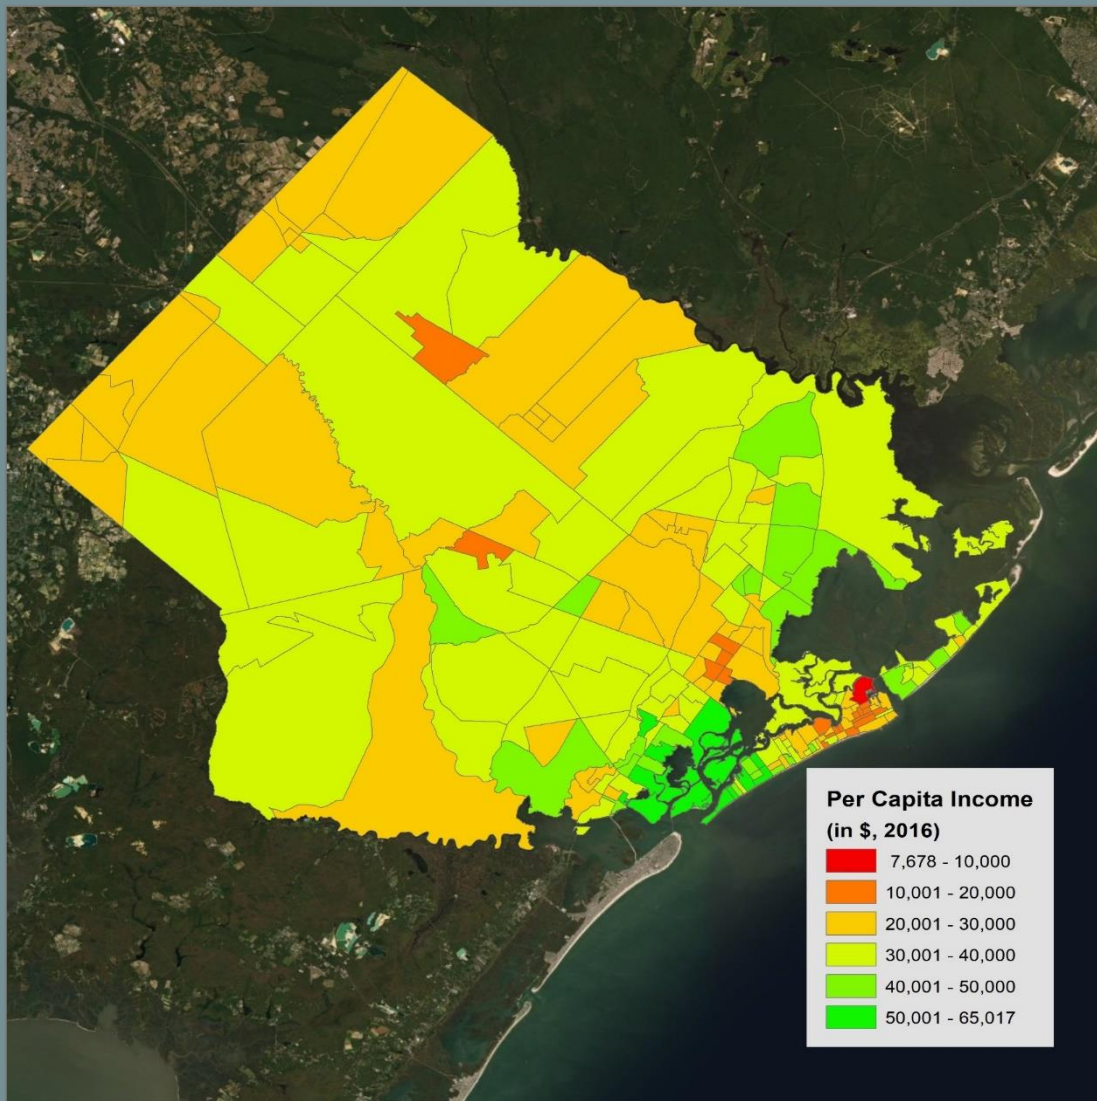 Per Capita Income
(in $, 2016)
7,678 - 10,000
10,001 - 20,000
20,001 - 30,000
30,001 - 40,000
40,001 - 50,000
50,001 - 65,017